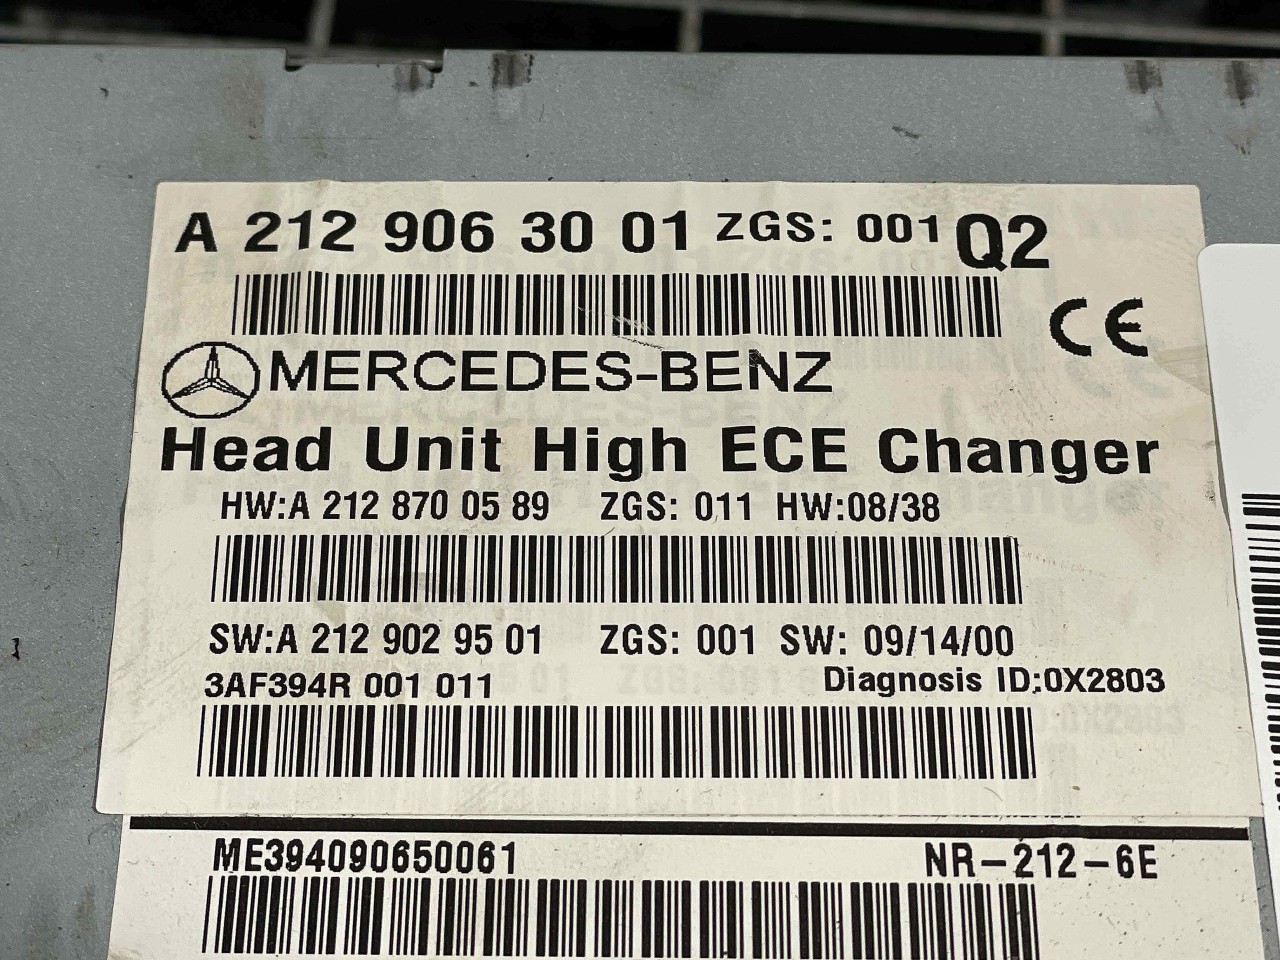 A 212 906 30 01 ZGS: 001 Q2
CE
MERCEDES-BENZ
Head Unit High ECE Changer
HW:A 212 870 05 89 ZGS: 011 HW:08/38
SW:A 212 902 95 01 ZGS: 001 SW: 09/14/00
3AF394R 001 011 Diagnosis ID:0X2803
ME394090650061 NR-212-6E